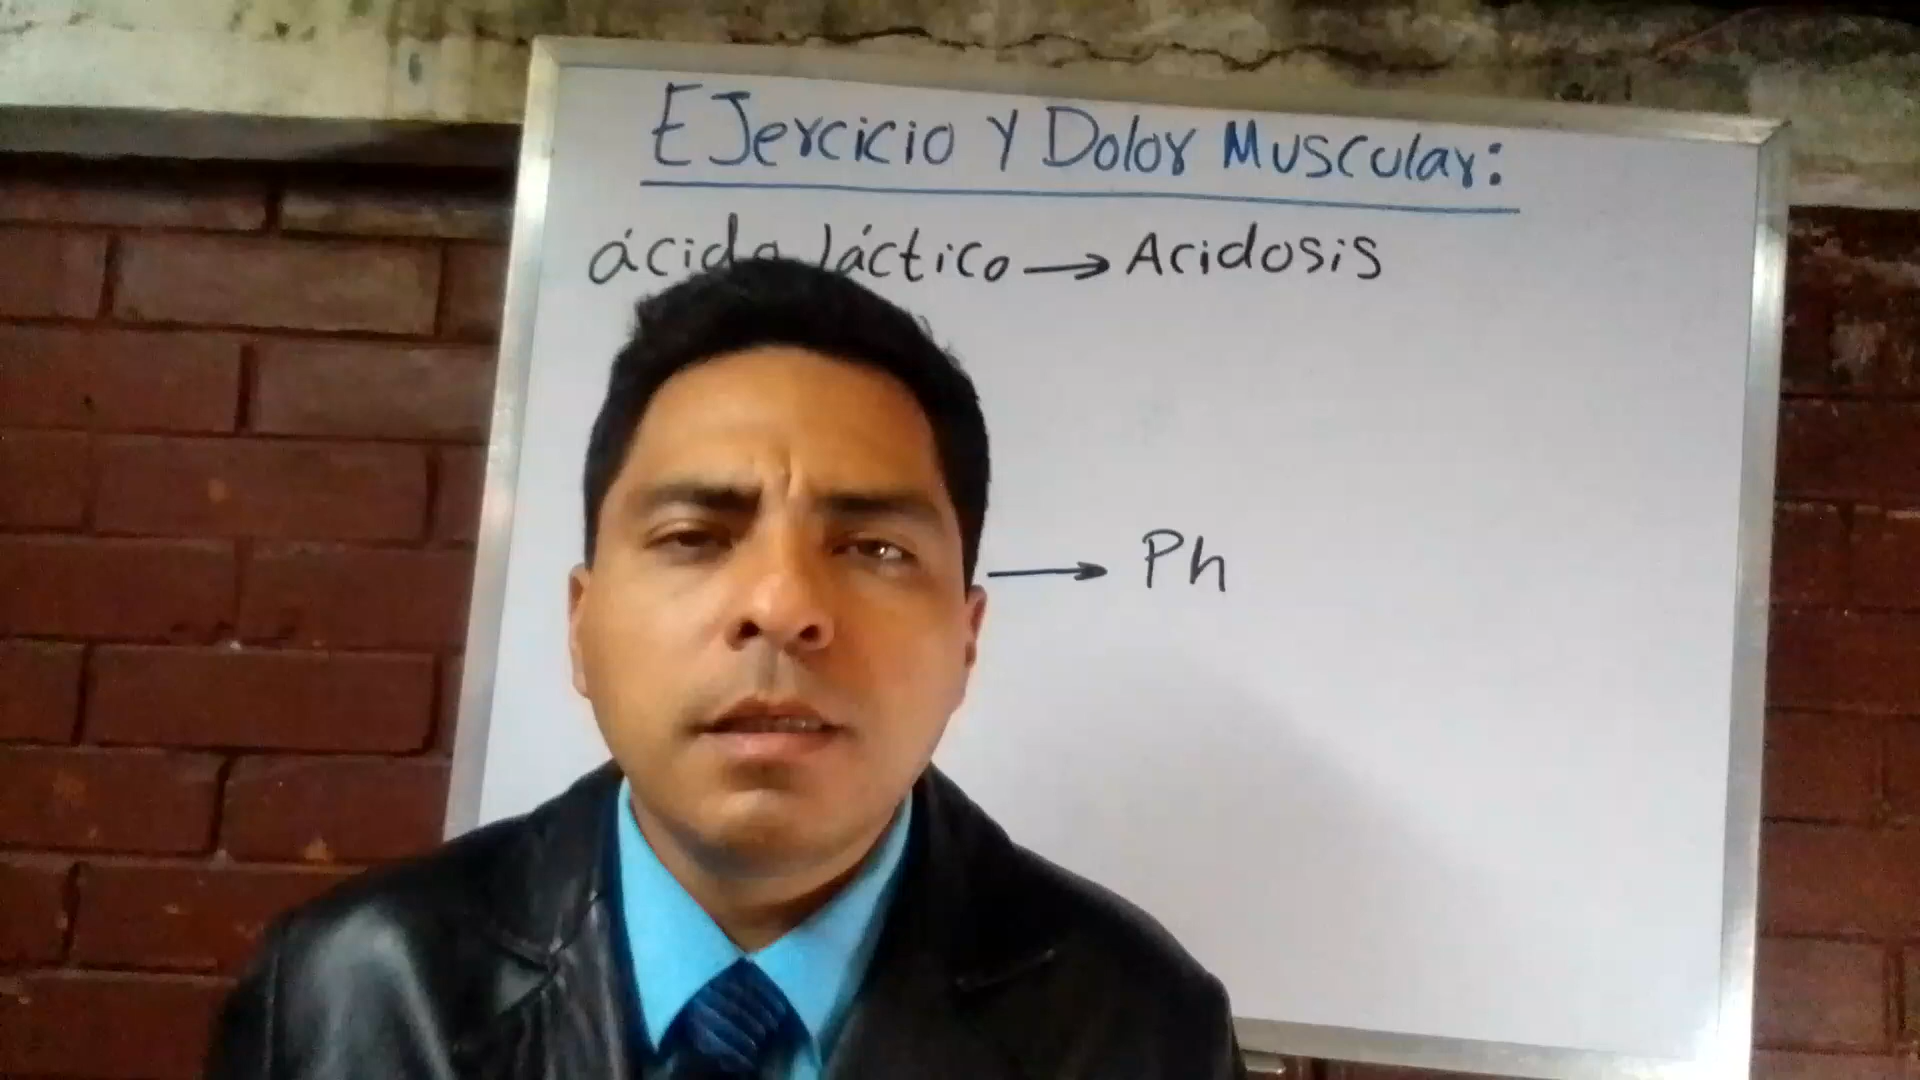 EJercicio Y Dolor Muscular:
ácido láctico → Acidosis
→ Ph